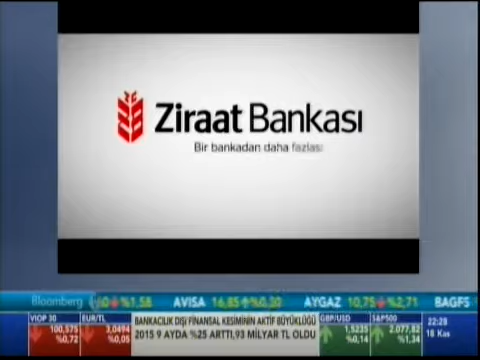 Ziraat Bankası
Bir bankadan daha fazlası
Bloomberg %1,58 AVISA 16,85 %0,30 AYGAZ 10,75 %2,71 BAGFS
VIOP 30 EUR/TL BANKACILIK DIŞI FİNANSAL KESİMİNİN AKTİF BÜYÜKLÜĞÜ GBP/USD S&P500 22:28
100,575 3,0494 2015 9 AYDA %25 ARTTI,93 MİLYAR TL OLDU 1,5235 2.077,82 18 Kas
%0,72 %0,05 %0,14 %1,34